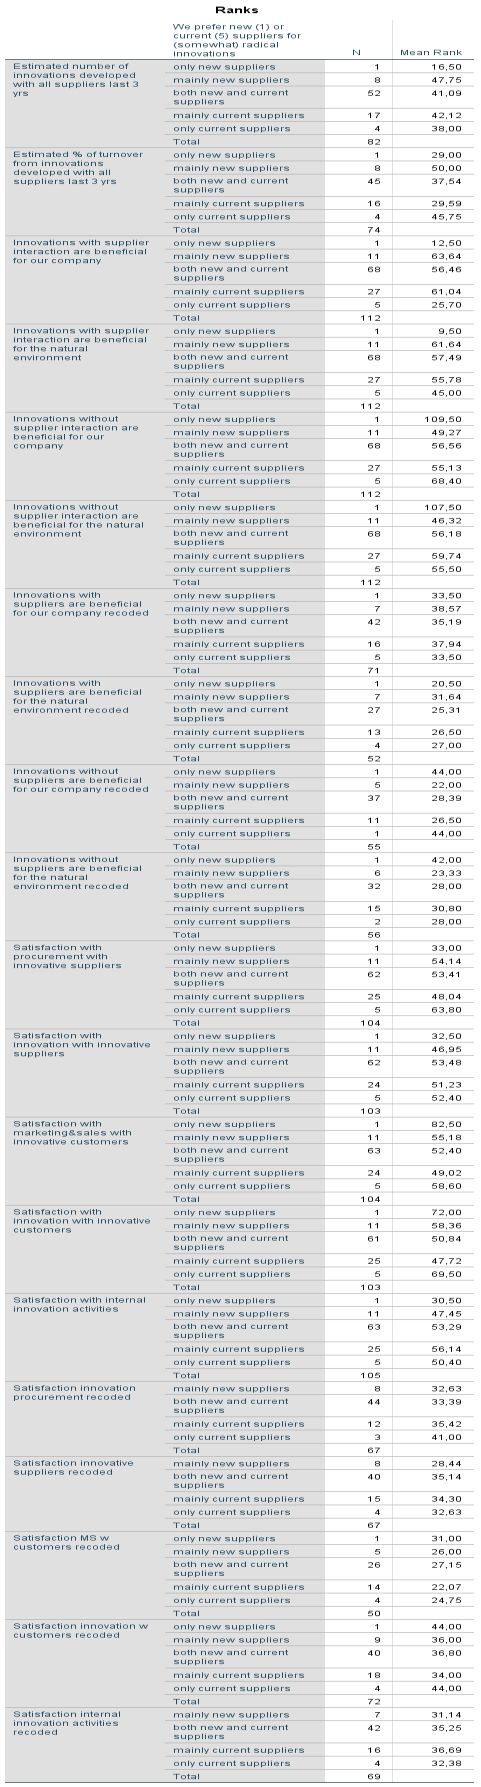 Ranks
We prefer new (1) or
current (5) suppliers for
(somewhat) radical
innovations N Mean Rank
Estimated number of
innovations developed
with all suppliers last 3
yrs
only new suppliers 1 16,50
mainly new suppliers 8 47,75
both new and current
suppliers 52 41,09
mainly current suppliers 17 42,12
only current suppliers 4 38,00
Total 82
Estimated % of turnover
from innovations
developed with all
suppliers last 3 yrs
only new suppliers 1 29,00
mainly new suppliers 8 50,00
both new and current
suppliers 45 37,54
mainly current suppliers 16 29,59
only current suppliers 4 45,75
Total 74
Innovations with supplier
interaction are beneficial
for our company
only new suppliers 1 12,50
mainly new suppliers 11 63,64
both new and current
suppliers 68 56,46
mainly current suppliers 27 61,04
only current suppliers 5 25,70
Total 112
Innovations with supplier
interaction are beneficial
for the natural
environment
only new suppliers 1 9,50
mainly new suppliers 11 61,64
both new and current
suppliers 68 57,49
mainly current suppliers 27 55,78
only current suppliers 5 45,00
Total 112
Innovations without
supplier interaction are
beneficial for our
company
only new suppliers 1 109,50
mainly new suppliers 11 49,27
both new and current
suppliers 68 56,56
mainly current suppliers 27 55,13
only current suppliers 5 68,40
Total 112
Innovations without
supplier interaction are
beneficial for the natural
environment
only new suppliers 1 107,50
mainly new suppliers 11 46,32
both new and current
suppliers 68 56,18
mainly current suppliers 27 59,74
only current suppliers 5 55,50
Total 112
Innovations with
suppliers are beneficial
for our company recoded
only new suppliers 1 33,50
mainly new suppliers 7 38,57
both new and current
suppliers 42 35,19
mainly current suppliers 16 37,94
only current suppliers 5 33,50
Total 71
Innovations with
suppliers are beneficial
for the natural
environment recoded
only new suppliers 1 20,50
mainly new suppliers 7 31,64
both new and current
suppliers 27 25,31
mainly current suppliers 13 26,50
only current suppliers 4 27,00
Total 52
Innovations without
suppliers are beneficial
for our company recoded
only new suppliers 1 44,00
mainly new suppliers 5 22,00
both new and current
suppliers 37 28,39
mainly current suppliers 11 26,50
only current suppliers 1 44,00
Total 55
Innovations without
suppliers are beneficial
for the natural
environment recoded
only new suppliers 1 42,00
mainly new suppliers 6 23,33
both new and current
suppliers 32 28,00
mainly current suppliers 15 30,80
only current suppliers 2 28,00
Total 56
Satisfaction with
procurement with
innovative suppliers
only new suppliers 1 33,00
mainly new suppliers 11 54,14
both new and current
suppliers 62 53,41
mainly current suppliers 25 48,04
only current suppliers 5 63,80
Total 104
Satisfaction with
innovation with innovative
suppliers
only new suppliers 1 32,50
mainly new suppliers 11 46,95
both new and current
suppliers 62 53,48
mainly current suppliers 24 51,23
only current suppliers 5 52,40
Total 103
Satisfaction with
marketing&sales with
innovative customers
only new suppliers 1 82,50
mainly new suppliers 11 55,18
both new and current
suppliers 63 52,40
mainly current suppliers 24 49,02
only current suppliers 5 58,60
Total 104
Satisfaction with
innovation with innovative
customers
only new suppliers 1 72,00
mainly new suppliers 11 58,36
both new and current
suppliers 61 50,84
mainly current suppliers 25 47,72
only current suppliers 5 69,50
Total 103
Satisfaction with internal
innovation activities
only new suppliers 1 30,50
mainly new suppliers 11 47,45
both new and current
suppliers 63 53,29
mainly current suppliers 25 56,14
only current suppliers 5 50,40
Total 105
Satisfaction innovation
procurement recoded
mainly new suppliers 8 32,63
both new and current
suppliers 44 33,39
mainly current suppliers 12 35,42
only current suppliers 3 41,00
Total 67
Satisfaction innovative
suppliers recoded
mainly new suppliers 8 28,44
both new and current
suppliers 40 35,14
mainly current suppliers 15 34,30
only current suppliers 4 32,63
Total 67
Satisfaction MS w
customers recoded
only new suppliers 1 31,00
mainly new suppliers 5 26,00
both new and current
suppliers 26 27,15
mainly current suppliers 14 22,07
only current suppliers 4 24,75
Total 50
Satisfaction innovation w
customers recoded
only new suppliers 1 44,00
mainly new suppliers 9 36,00
both new and current
suppliers 40 36,80
mainly current suppliers 18 34,00
only current suppliers 4 44,00
Total 72
Satisfaction internal
innovation activities
recoded
mainly new suppliers 7 31,14
both new and current
suppliers 42 35,25
mainly current suppliers 16 36,69
only current suppliers 4 32,38
Total 69